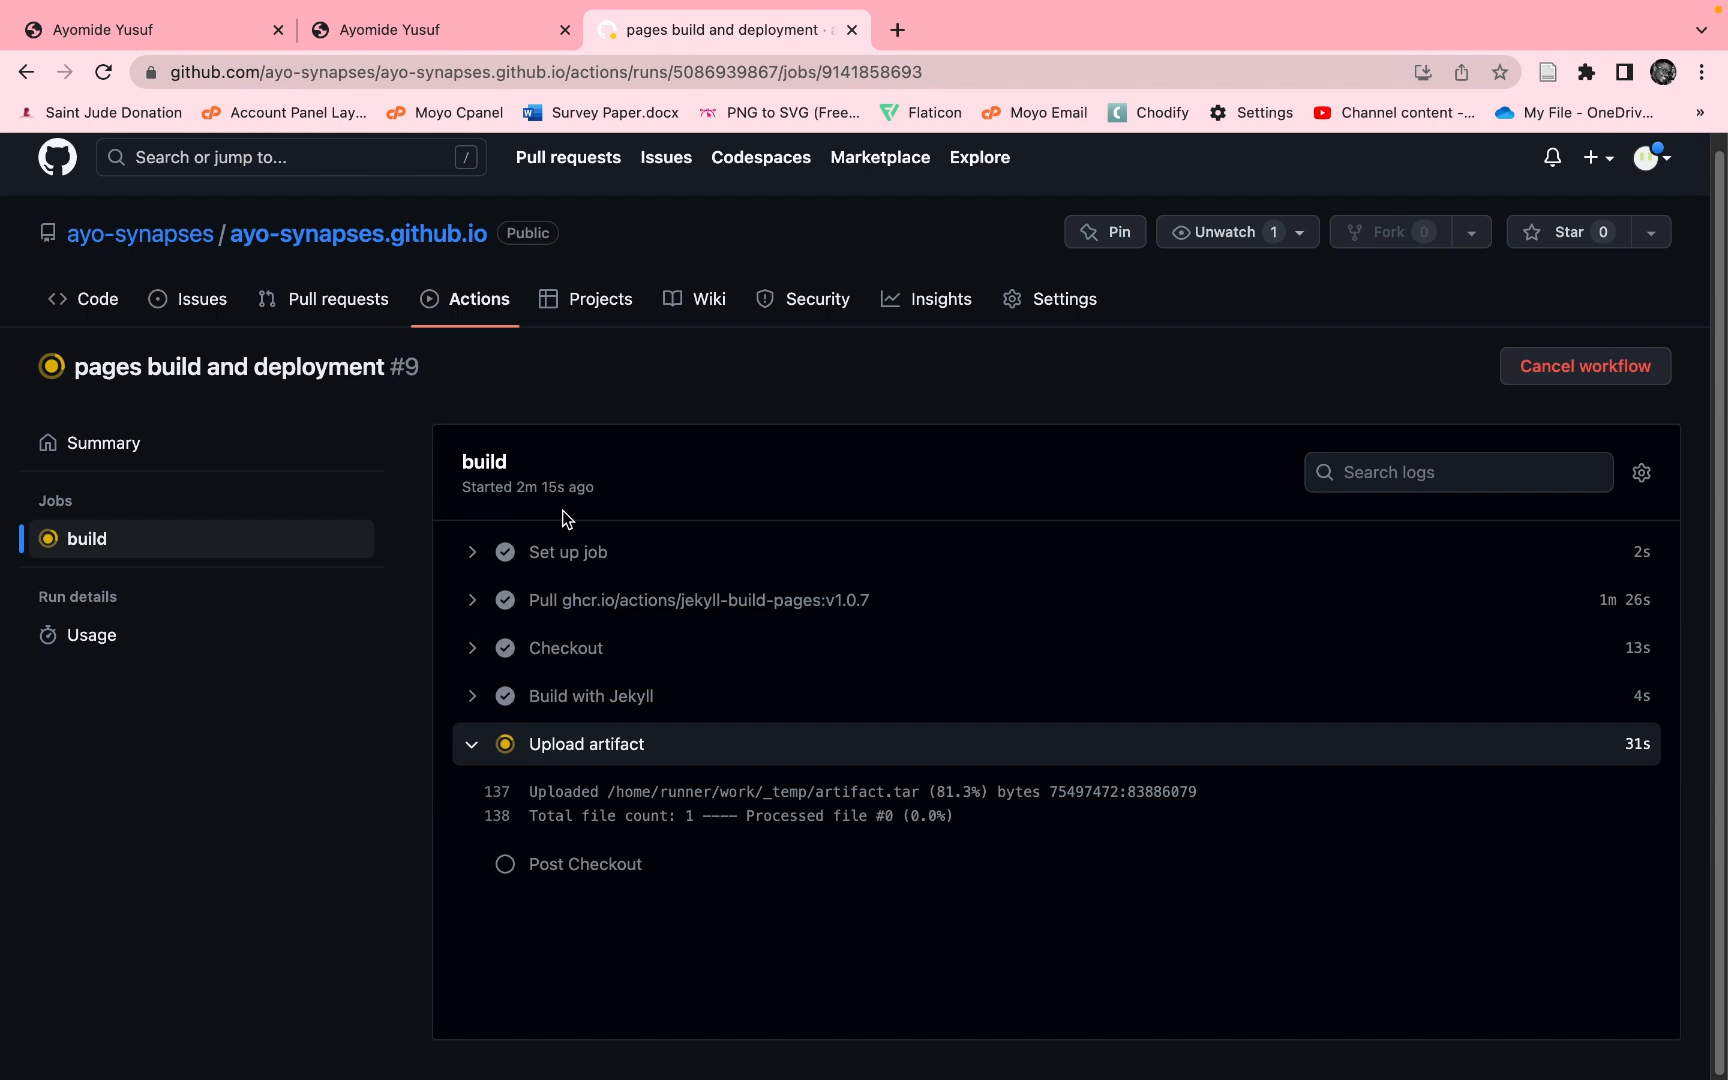 Ayomide Yusuf
Ayomide Yusuf
pages build and deployment ·
github.com/ayo-synapses/ayo-synapses.github.io/actions/runs/5086939867/jobs/9141858693
Saint Jude Donation
cP Account Panel Lay...
cP Moyo Cpanel
W Survey Paper.docx
PNG to SVG (Free...
Flaticon
cP Moyo Email
C Chodify
Settings
Channel content -...
My File - OneDriv...
»
Search or jump to... /
Pull requests Issues Codespaces Marketplace Explore
ayo-synapses / ayo-synapses.github.io Public
Pin
Unwatch 1
Fork 0
Star 0
Code
Issues
Pull requests
Actions
Projects
Wiki
Security
Insights
Settings
pages build and deployment #9
Cancel workflow
Summary
Jobs
build
Run details
Usage
build
Started 2m 15s ago
Search logs
Set up job 2s
Pull ghcr.io/actions/jekyll-build-pages:v1.0.7 1m 26s
Checkout 13s
Build with Jekyll 4s
Upload artifact 31s
137 Uploaded /home/runner/work/_temp/artifact.tar (81.3%) bytes 75497472:83886079
138 Total file count: 1 ---- Processed file #0 (0.0%)
Post Checkout